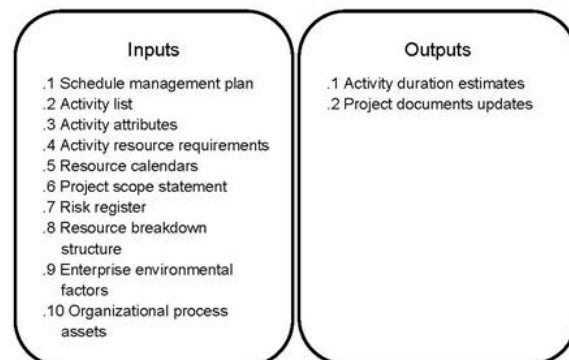 Inputs
.1 Schedule management plan
.2 Activity list
.3 Activity attributes
.4 Activity resource requirements
.5 Resource calendars
.6 Project scope statement
.7 Risk register
.8 Resource breakdown
structure
.9 Enterprise environmental
factors
.10 Organizational process
assets
Outputs
.1 Activity duration estimates
.2 Project documents updates